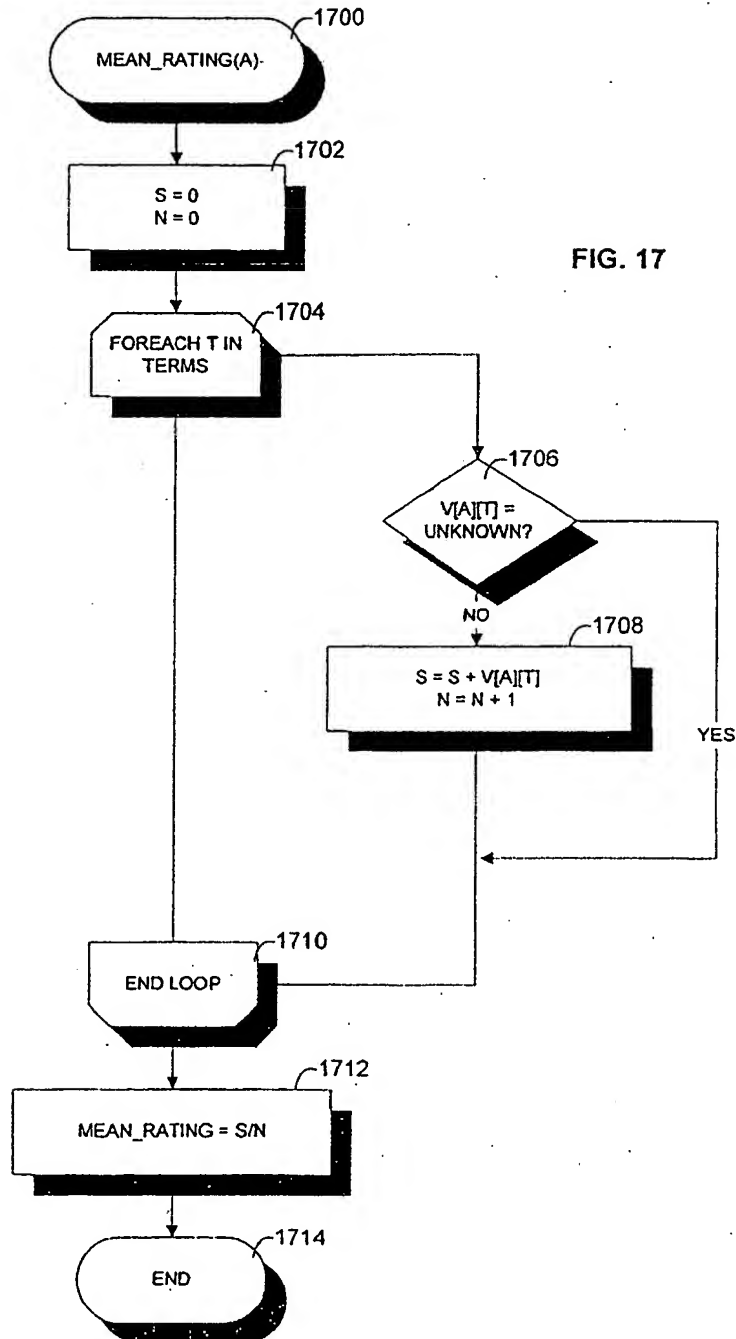 1700
MEAN_RATING(A)
1702
S = 0
N = 0
FIG. 17
1704
FOREACH T IN
TERMS
1706
V[A][T] =
UNKNOWN?
NO
1708
S = S + V[A][T]
N = N + 1
YES
1710
END LOOP
1712
MEAN_RATING = S/N
1714
END